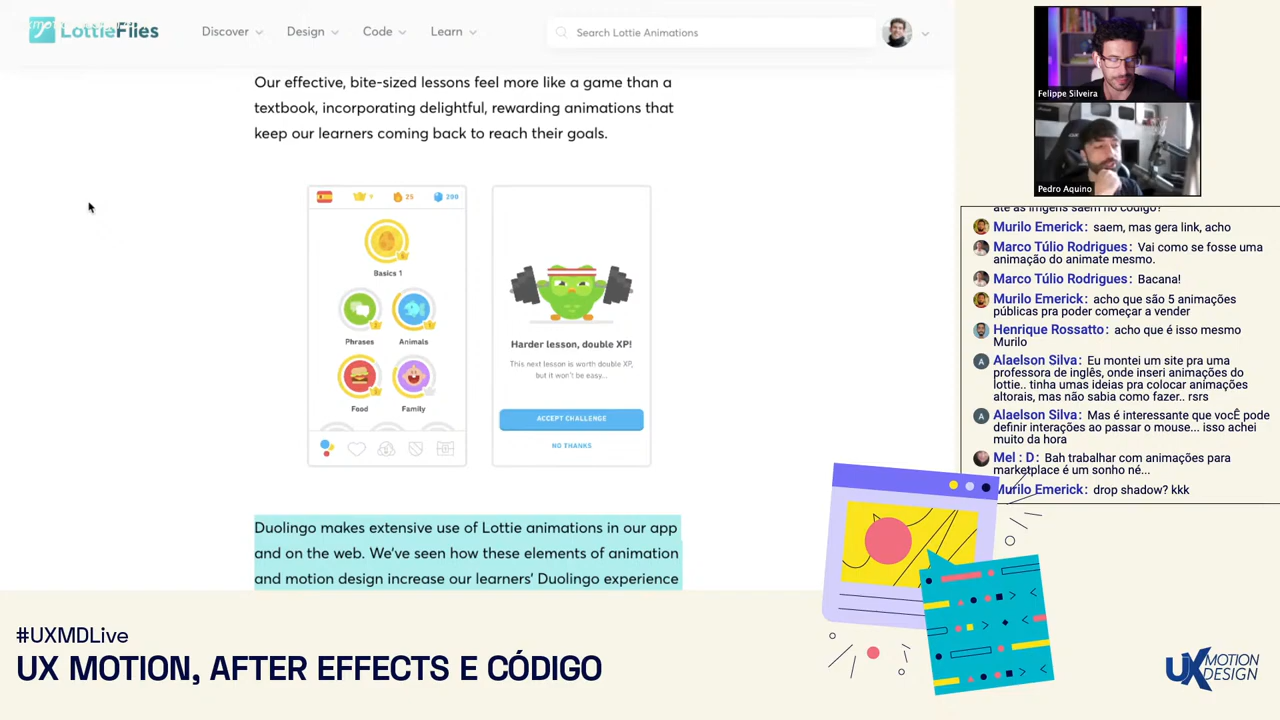 LottieFiles
Discover
Design
Code
Learn
Search Lottie Animations
Our effective, bite-sized lessons feel more like a game than a
textbook, incorporating delightful, rewarding animations that
keep our learners coming back to reach their goals.
9
25
290
Basics 1
Phrases
Animals
Food
Family
Harder lesson, double XP!
This next lesson is worth double XP,
but it won't be easy...
ACCEPT CHALLENGE
NO THANKS
Duolingo makes extensive use of Lottie animations in our app
and on the web. We've seen how these elements of animation
and motion design increase our learners' Duolingo experience
Felippe Silveira
Pedro Aquino
até as imgens saem no código?
Murilo Emerick: saem, mas gera link, acho
Marco Túlio Rodrigues: Vai como se fosse uma
animação do animate mesmo.
Marco Túlio Rodrigues: Bacana!
Murilo Emerick: acho que são 5 animações
públicas pra poder começar a vender
Henrique Rossatto: acho que é isso mesmo
Murilo
A
Alaelson Silva: Eu montei um site pra uma
professora de inglês, onde inseri animações do
lottie.. tinha umas ideias pra colocar animações
altorais, mas não sabia como fazer.. rsrs
A
Alaelson Silva: Mas é interessante que vocÊ pode
definir interações ao passar o mouse... isso achei
muito da hora
Mel : D: Bah trabalhar com animações para
marketplace é um sonho né...
Murilo Emerick: drop shadow? kkk
#UXMDLive
UX MOTION, AFTER EFFECTS E CÓDIGO
UX MOTION
DESIGN